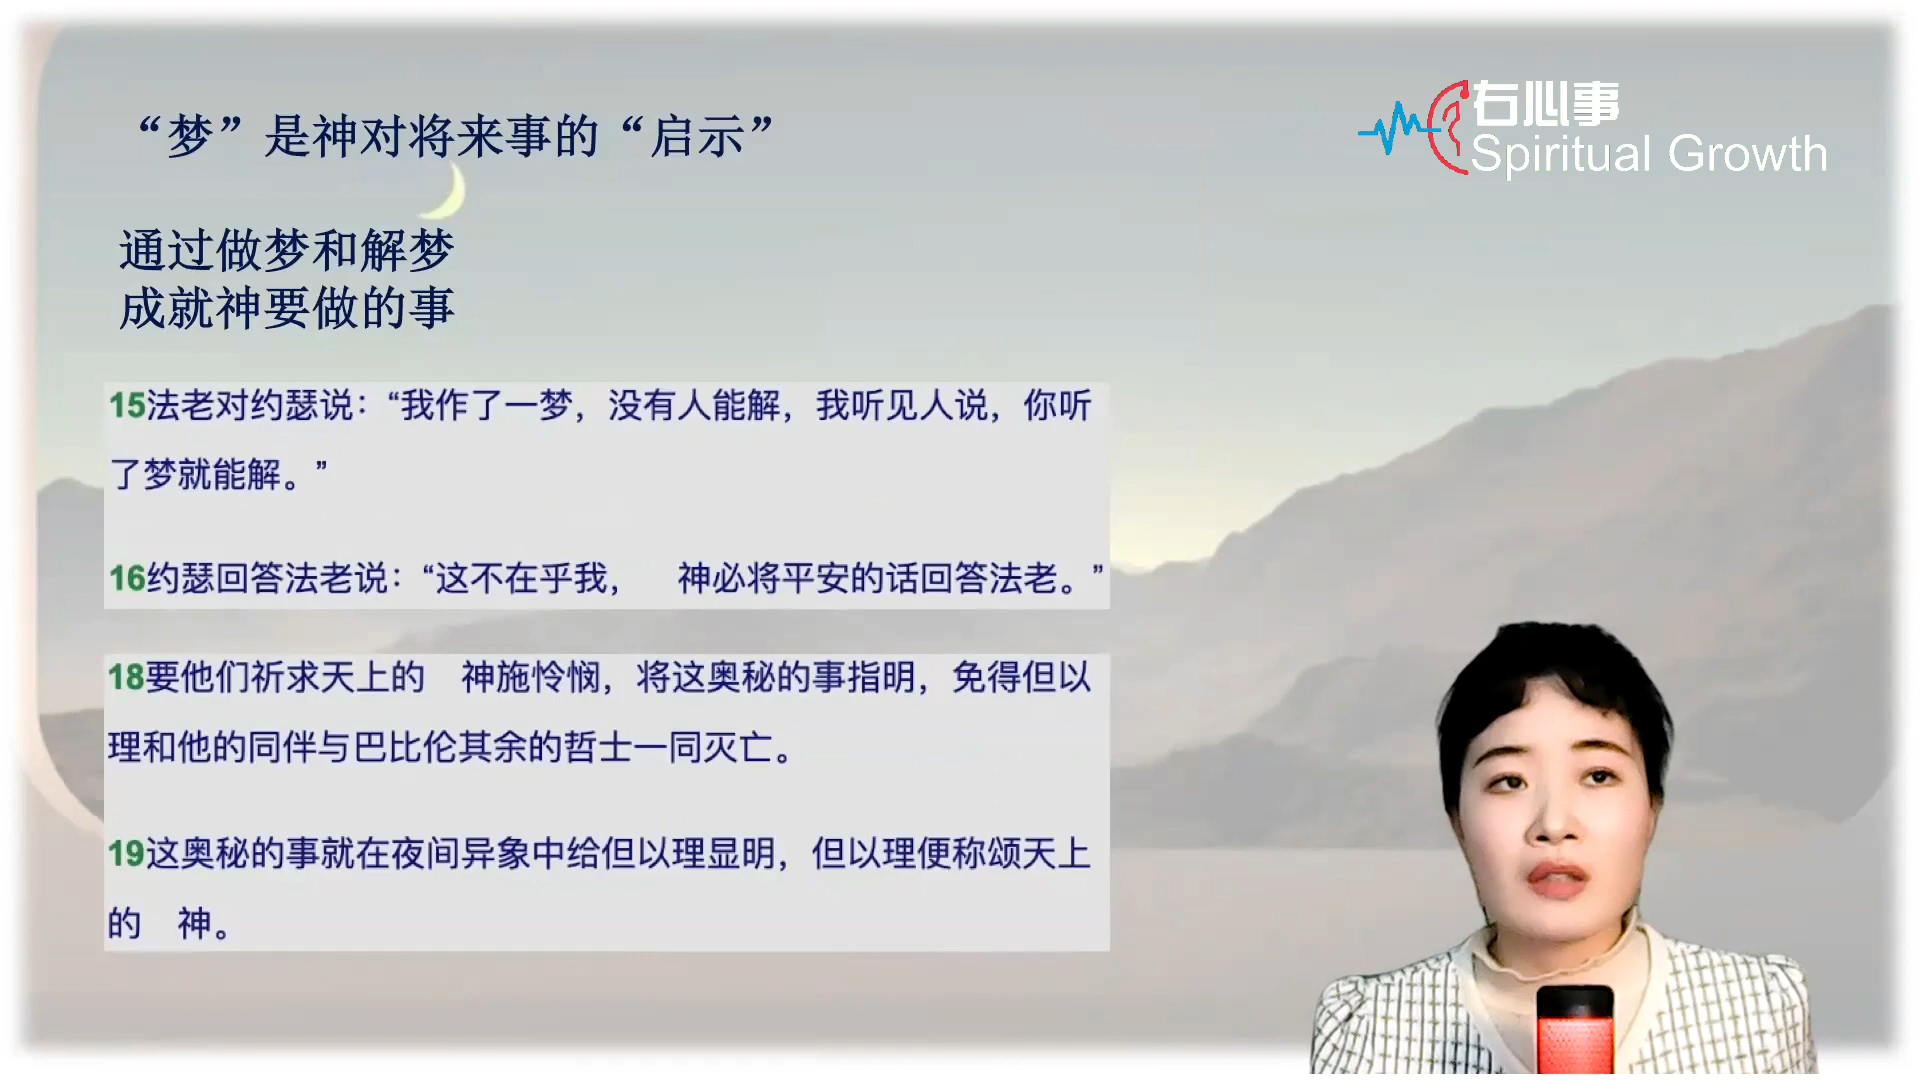 “梦”是神对将来事的“启示”
右心事
Spiritual Growth
通过做梦和解梦
成就神要做的事
15法老对约瑟说：“我作了一梦，没有人能解，我听见人说，你听
了梦就能解。”
16约瑟回答法老说：“这不在乎我，　神必将平安的话回答法老。”
18要他们祈求天上的　神施怜悯，将这奥秘的事指明，免得但以
理和他的同伴与巴比伦其余的哲士一同灭亡。
19这奥秘的事就在夜间异象中给但以理显明，但以理便称颂天上
的　神。